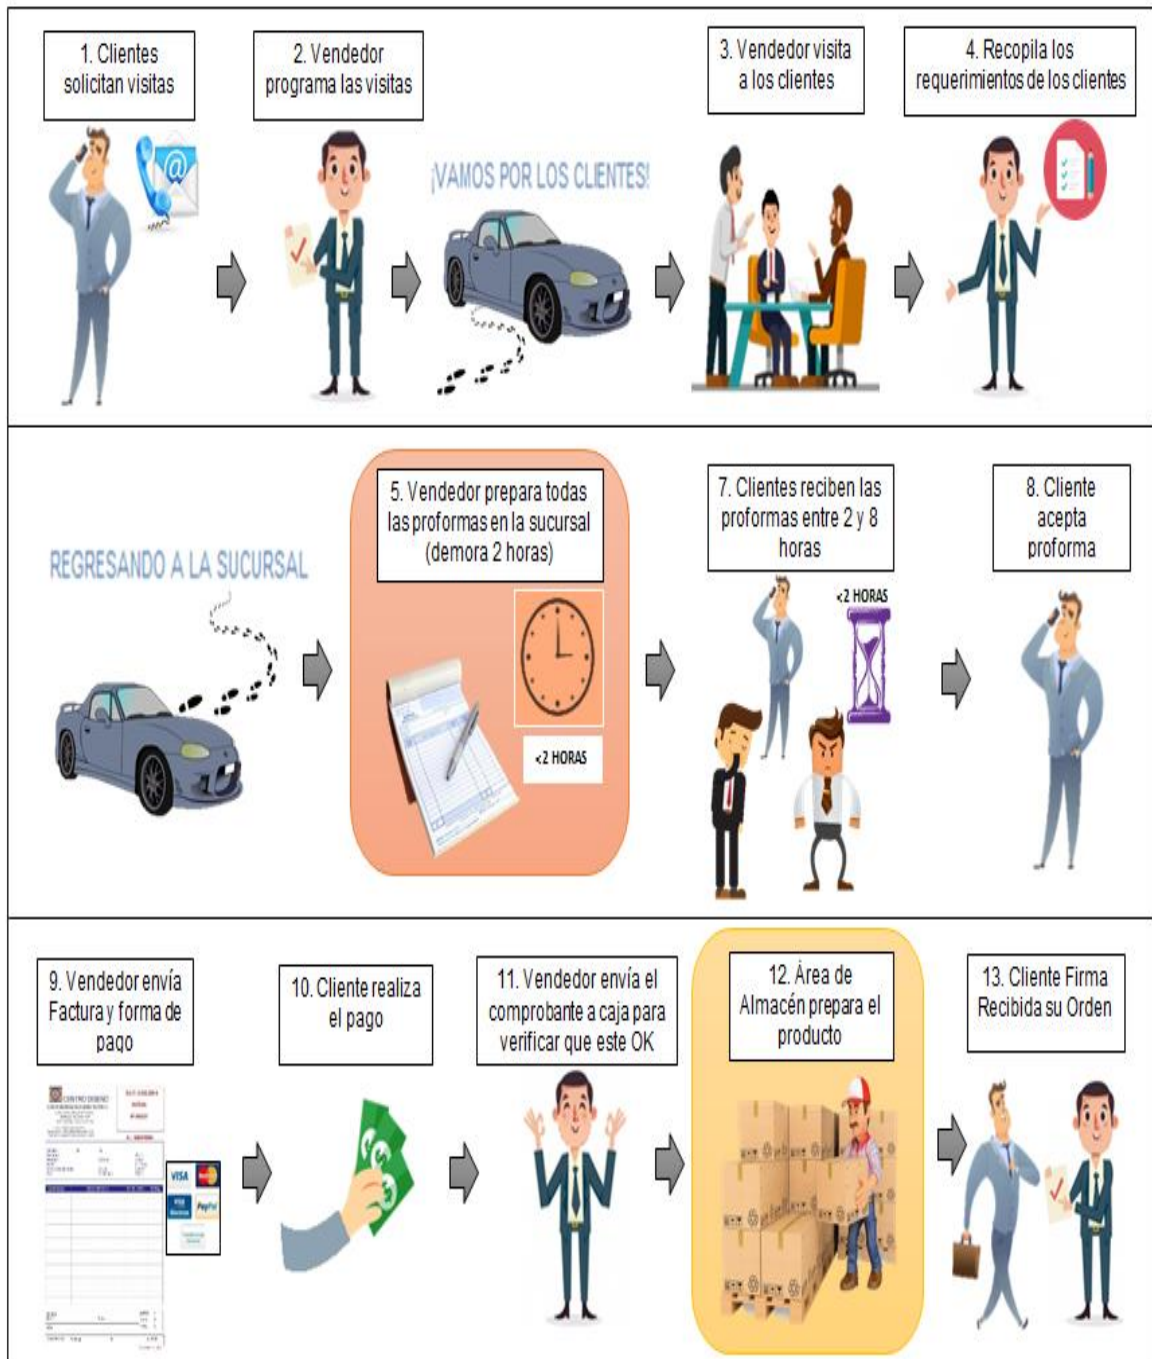 1. Clientes
solicitan visitas
2. Vendedor
programa las visitas
3. Vendedor visita
a los clientes
4. Recopila los
requerimientos de los clientes
@
¡VAMOS POR LOS CLIENTES!
REGRESANDO A LA SUCURSAL
5. Vendedor prepara todas
las proformas en la sucursal
(demora 2 horas)
<2 HORAS
7. Clientes reciben las
proformas entre 2 y 8
horas
<2 HORAS
8. Cliente
acepta
proforma
9. Vendedor envía
Factura y forma de
pago
CENTRO DISEÑO
VISA
PayPal
10. Cliente realiza
el pago
11. Vendedor envía el
comprobante a caja para
verificar que este OK
12. Área de
Almacén prepara el
producto
13. Cliente Firma
Recibida su Orden